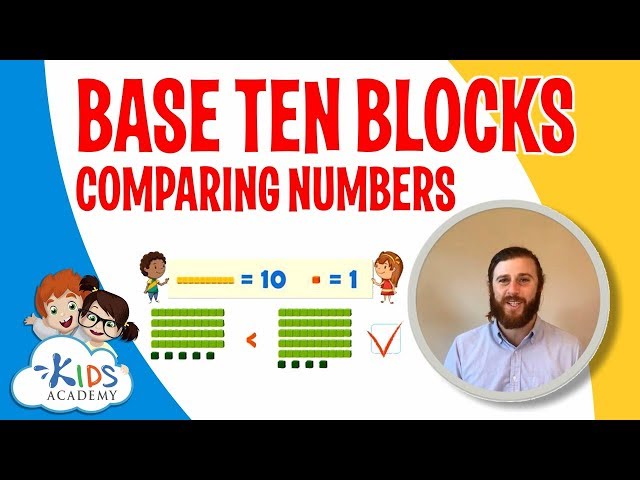 BASE TEN BLOCKS
COMPARING NUMBERS
= 10 = 1
<
KIDS
ACADEMY